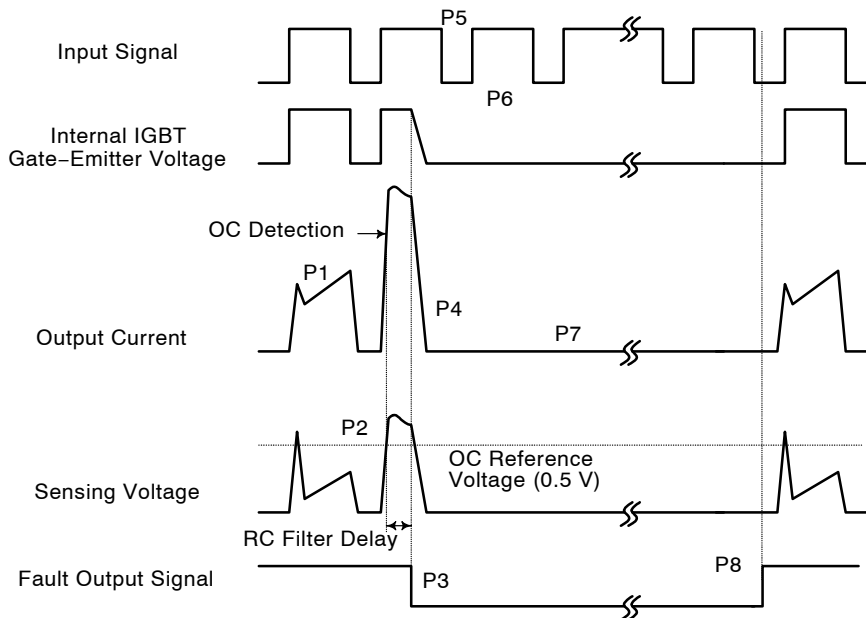 P5
Input Signal
P6
Internal IGBT
Gate–Emitter Voltage
OC Detection
P1
P4
Output Current
P7
P2
OC Reference
Voltage (0.5 V)
Sensing Voltage
RC Filter Delay
Fault Output Signal
P3
P8